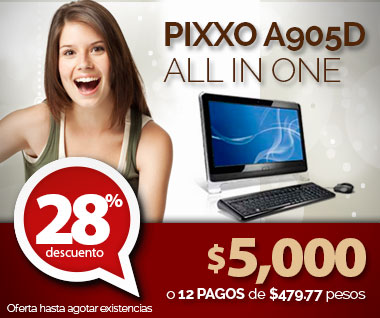 PIXXO A905D
ALL IN ONE
28%
descuento
$5,000
o 12 PAGOS de $479.77 pesos
Oferta hasta agotar existencias